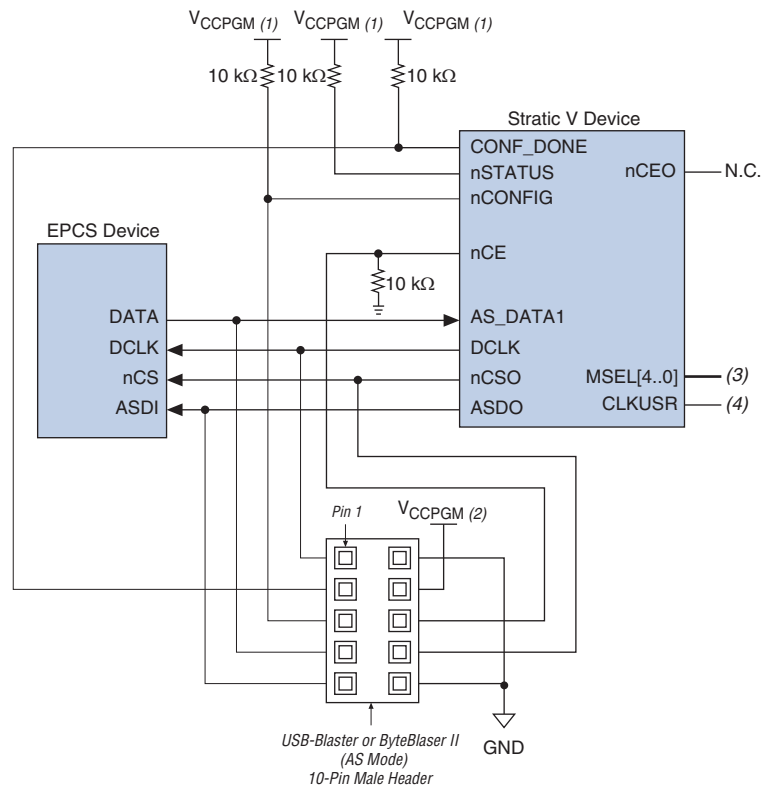 VCCPGM (1) VCCPGM (1) VCCPGM (1)
10 kΩ 10 kΩ 10 kΩ
Stratic V Device
CONF_DONE
nSTATUS
nCONFIG
nCEO
N.C.
nCE
10 kΩ
EPCS Device
DATA
DCLK
nCS
ASDI
AS_DATA1
DCLK
nCSO
ASDO
MSEL[4..0]
(3)
CLKUSR
(4)
Pin 1
VCCPGM (2)
GND
USB-Blaster or ByteBlaser II
(AS Mode)
10-Pin Male Header